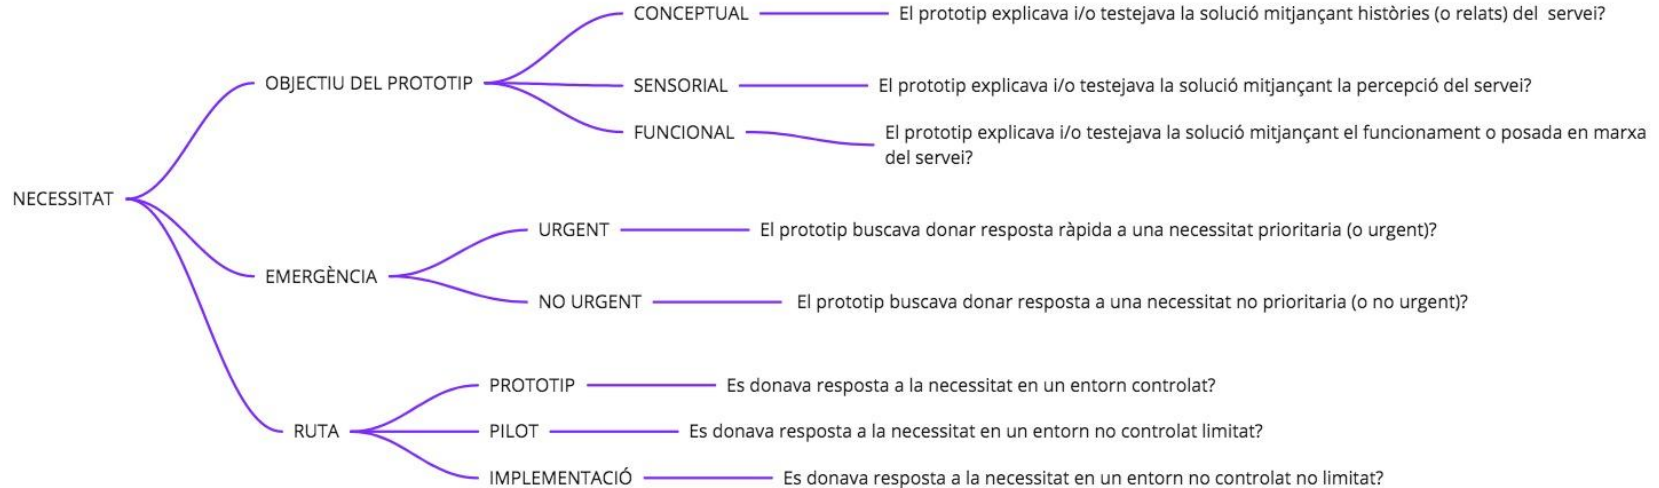 NECESSITAT
OBJECTIU DEL PROTOTIP
CONCEPTUAL
El prototip explicava i/o testejava la solució mitjançant històries (o relats) del servei?
SENSORIAL
El prototip explicava i/o testejava la solució mitjançant la percepció del servei?
FUNCIONAL
El prototip explicava i/o testejava la solució mitjançant el funcionament o posada en marxa
del servei?
EMERGÈNCIA
URGENT
El prototip buscava donar resposta ràpida a una necessitat prioritaria (o urgent)?
NO URGENT
El prototip buscava donar resposta a una necessitat no prioritaria (o no urgent)?
RUTA
PROTOTIP
Es donava resposta a la necessitat en un entorn controlat?
PILOT
Es donava resposta a la necessitat en un entorn no controlat limitat?
IMPLEMENTACIÓ
Es donava resposta a la necessitat en un entorn no controlat no limitat?